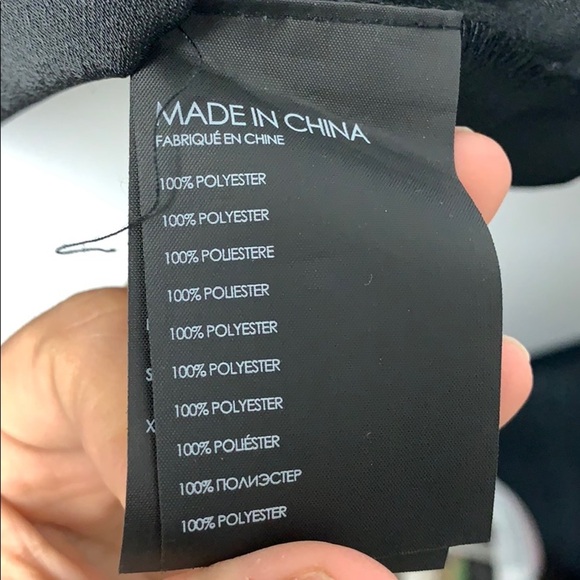 MADE IN CHINA
FABRIQUÉ EN CHINE
100% POLYESTER
100% POLYESTER
100% POLIESTERE
100% POLIESTER
100% POLYESTER
100% POLYESTER
100% POLYESTER
100% POLIÉSTER
100% ПОЛИЭСТЕР
100% POLYESTER